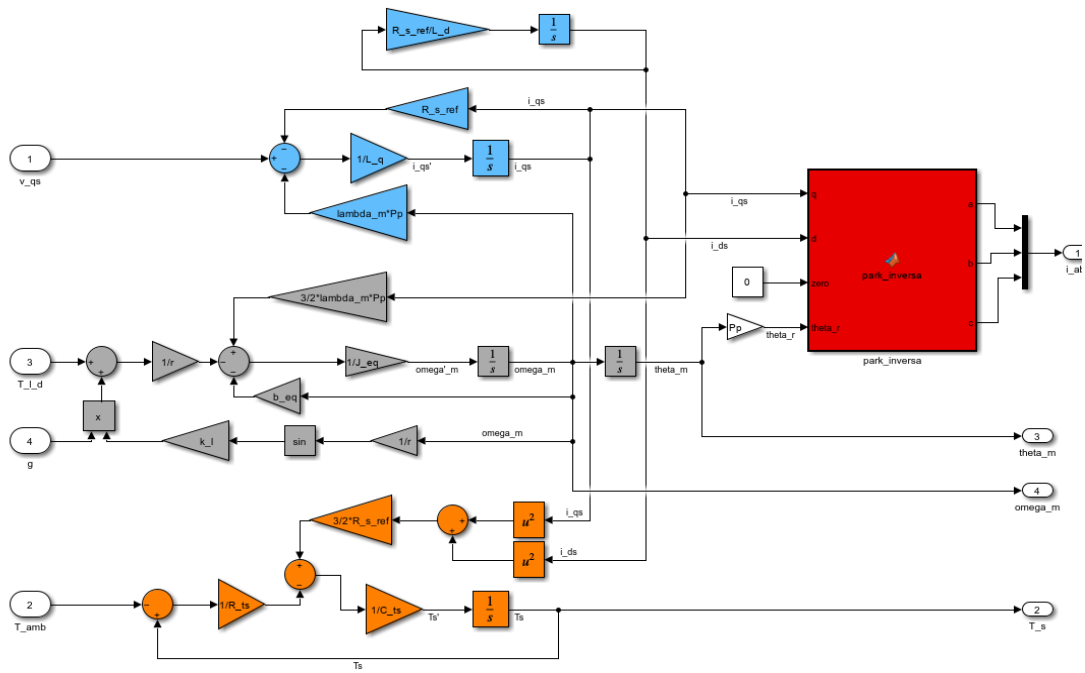 R_s_ref/L_d
1/s
R_s_ref
i_qs
+
−
−
1
v_qs
1/L_q
i_qs'
1/s
i_qs
lambda_m*Pp
i_qs
i_ds
q
d
zero
theta_r
park_inversa
a
b
c
park_inversa
1
0
Pp
theta_r
3/2*lambda_m*Pp
3
T_l_d
+
+
1/r
+
−
−
1/J_eq
omega'_m
1/s
omega_m
1/s
theta_m
b_eq
x
4
g
k_l
sin
1/r
omega_m
3
theta_m
4
omega_m
3/2*R_s_ref
+
+
u²
i_qs
u²
i_ds
+
−
2
T_amb
−
+
1/R_ts
1/C_ts
Ts'
1/s
Ts
2
T_s
Ts